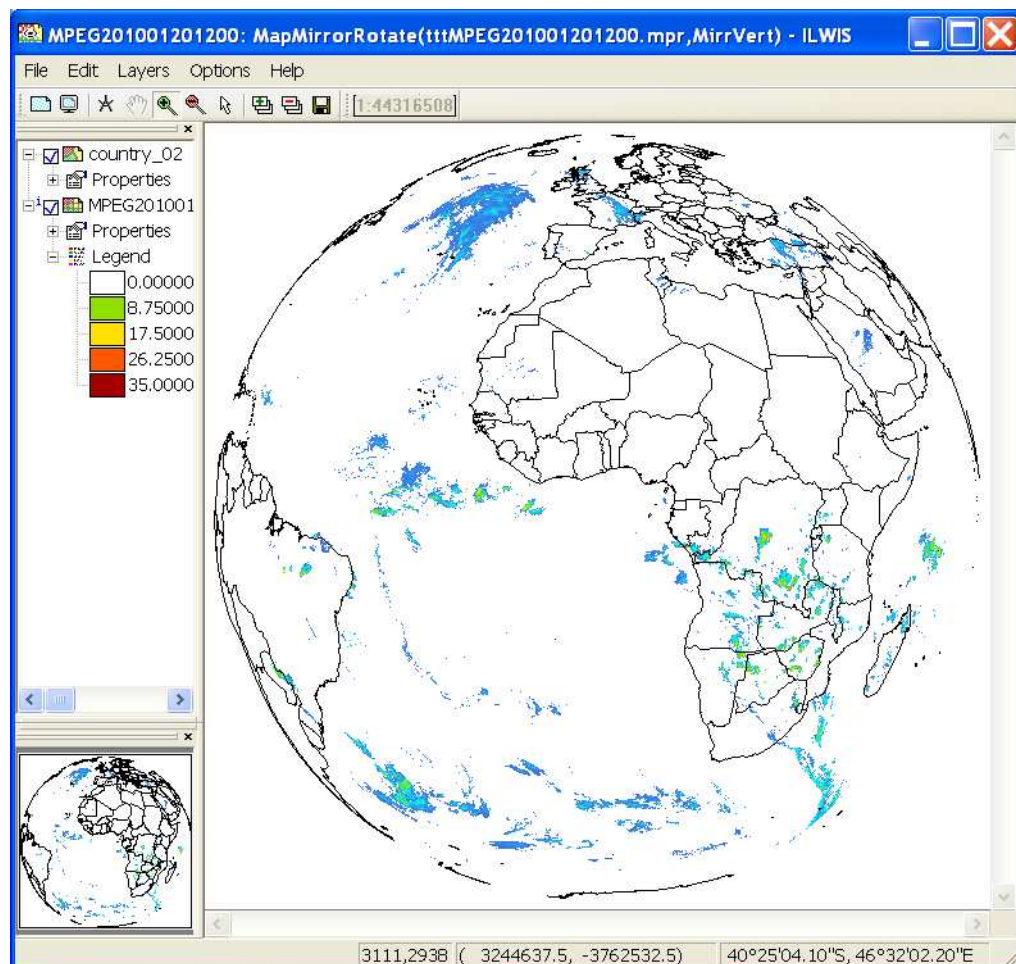 MPEG201001201200: MapMirrorRotate(tttMPEG201001201200.mpr,MirrVert) - ILWIS
File Edit Layers Options Help
1:44316508
country_02
Properties
MPEG201001
Properties
Legend
0.00000
8.75000
17.5000
26.2500
35.0000
3111,2938 ( 3244637.5, -3762532.5) 40°25'04.10"S, 46°32'02.20"E